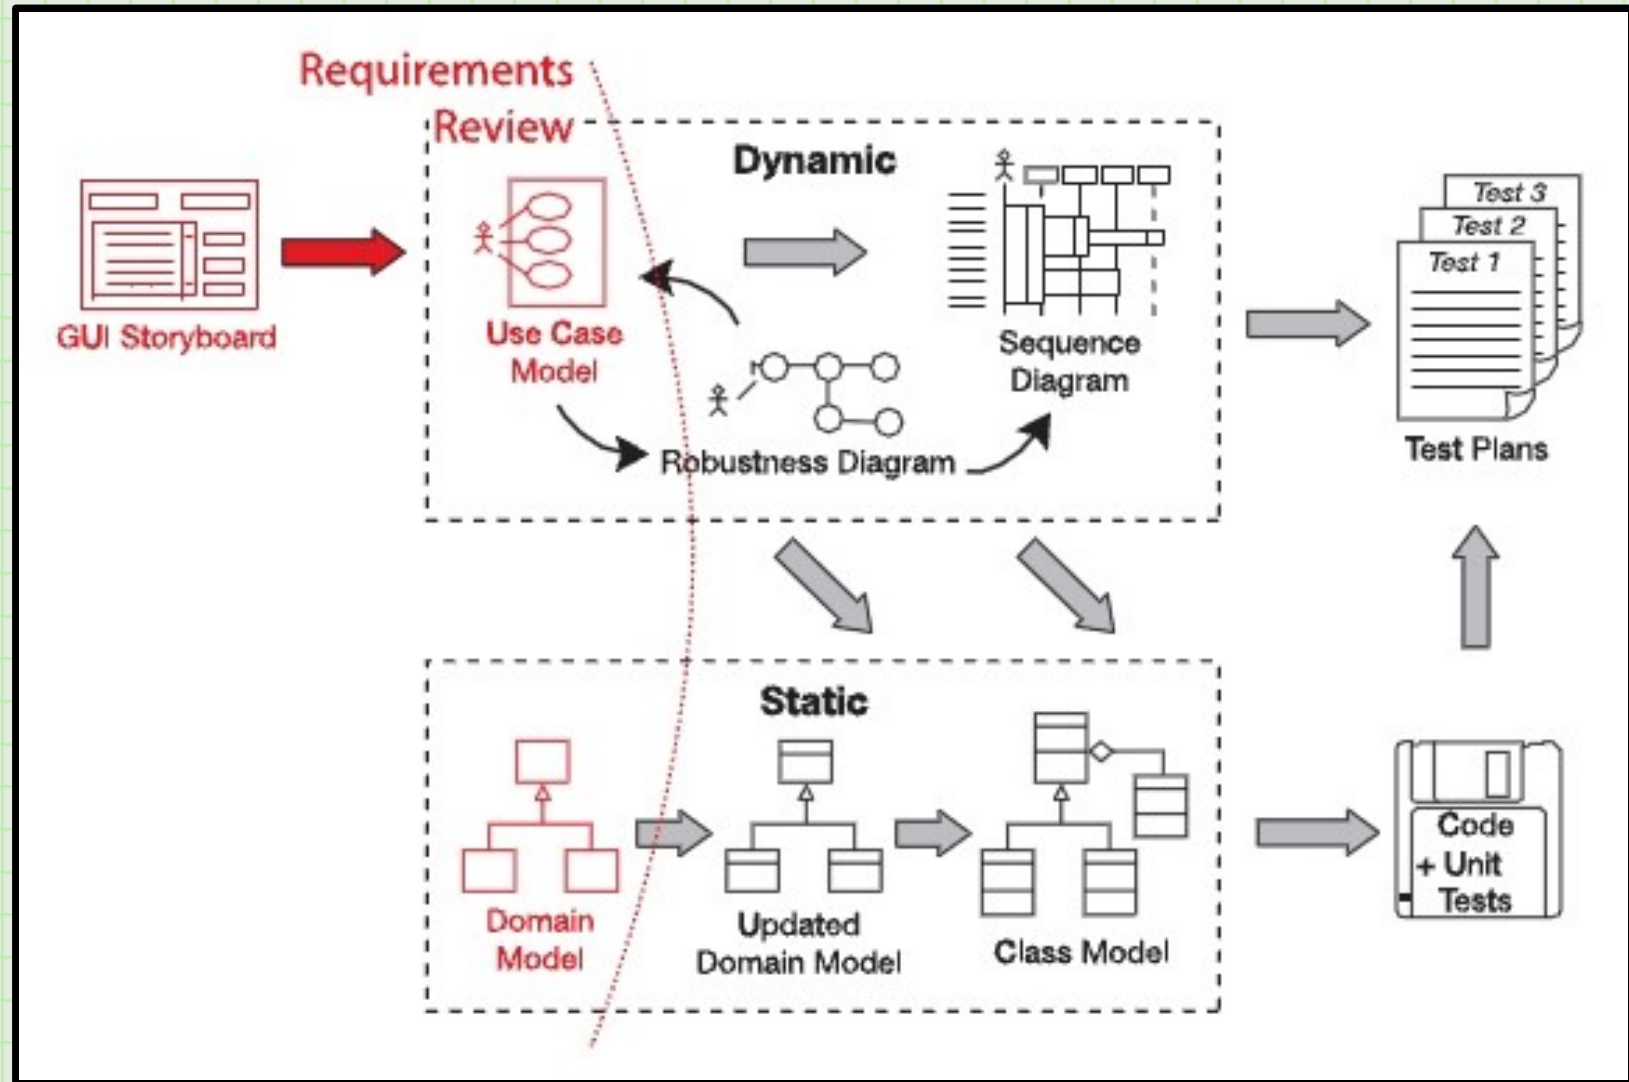 Requirements
Review
Dynamic
GUI Storyboard
Use Case
Model
Robustness Diagram
Sequence
Diagram
Test 3
Test 2
Test 1
Test Plans
Static
Domain
Model
Updated
Domain Model
Class Model
Code
+ Unit
Tests